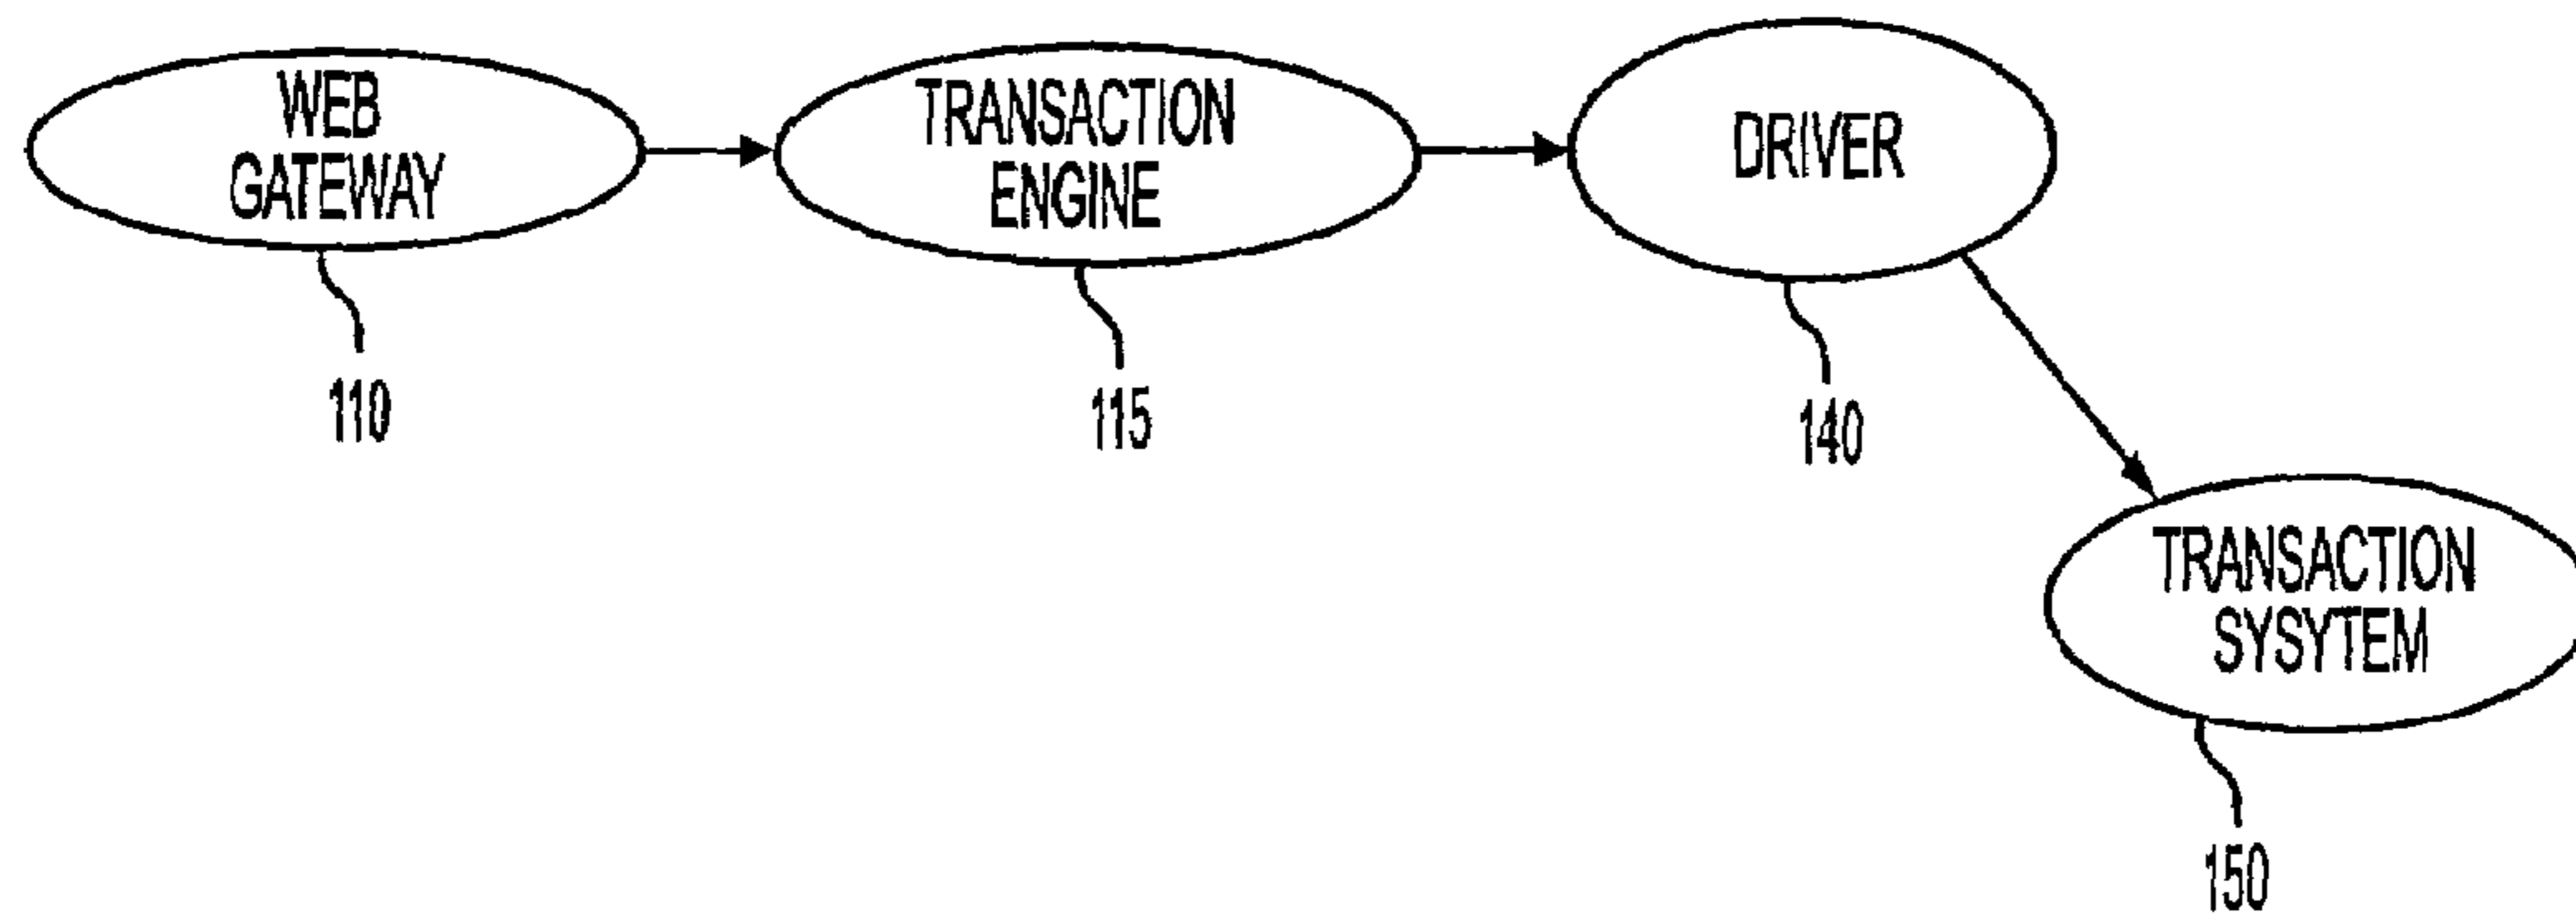 WEB
GATEWAY
TRANSACTION
ENGINE
DRIVER
110
115
140
TRANSACTION
SYSYTEM
150